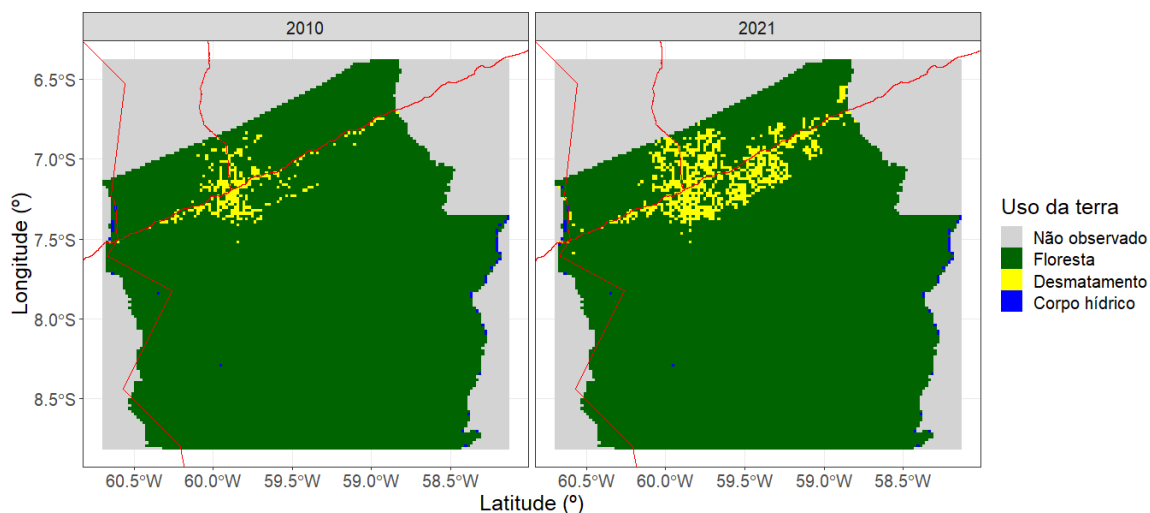 2010
2021
6.5°S
7.0°S
7.5°S
8.0°S
8.5°S
Longitude (º)
60.5°W 60.0°W 59.5°W 59.0°W 58.5°W
60.5°W 60.0°W 59.5°W 59.0°W 58.5°W
Latitude (º)
Uso da terra
Não observado
Floresta
Desmatamento
Corpo hídrico